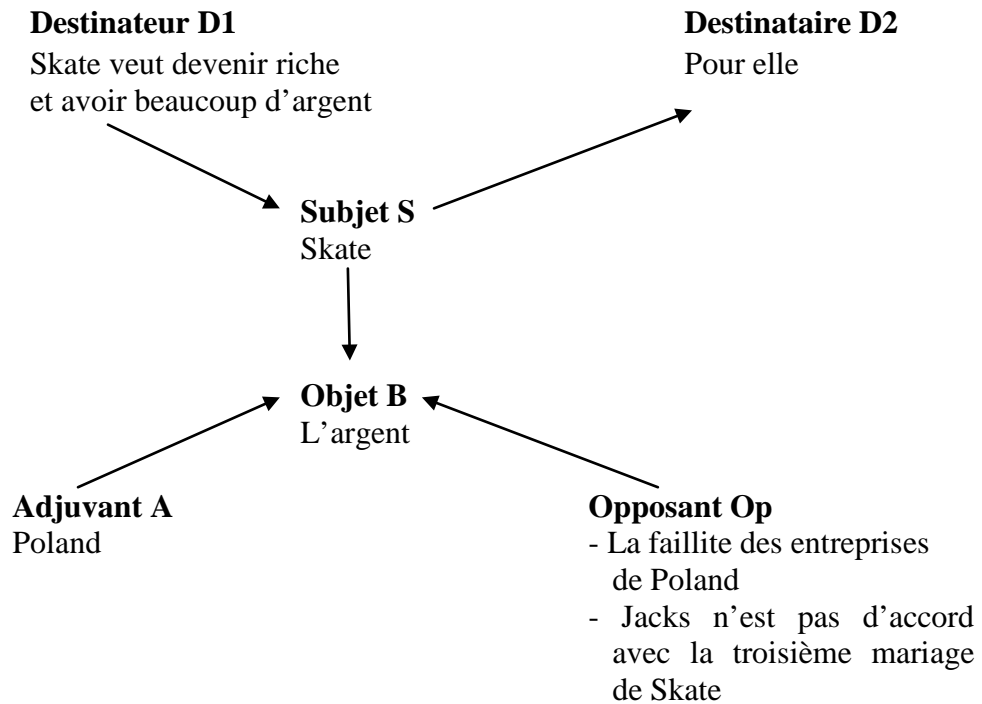 Destinateur D1
Skate veut devenir riche
et avoir beaucoup d'argent
Destinataire D2
Pour elle
Subjet S
Skate
Objet B
L'argent
Adjuvant A
Poland
Opposant Op
- La faillite des entreprises
de Poland
- Jacks n'est pas d'accord
avec la troisième mariage
de Skate